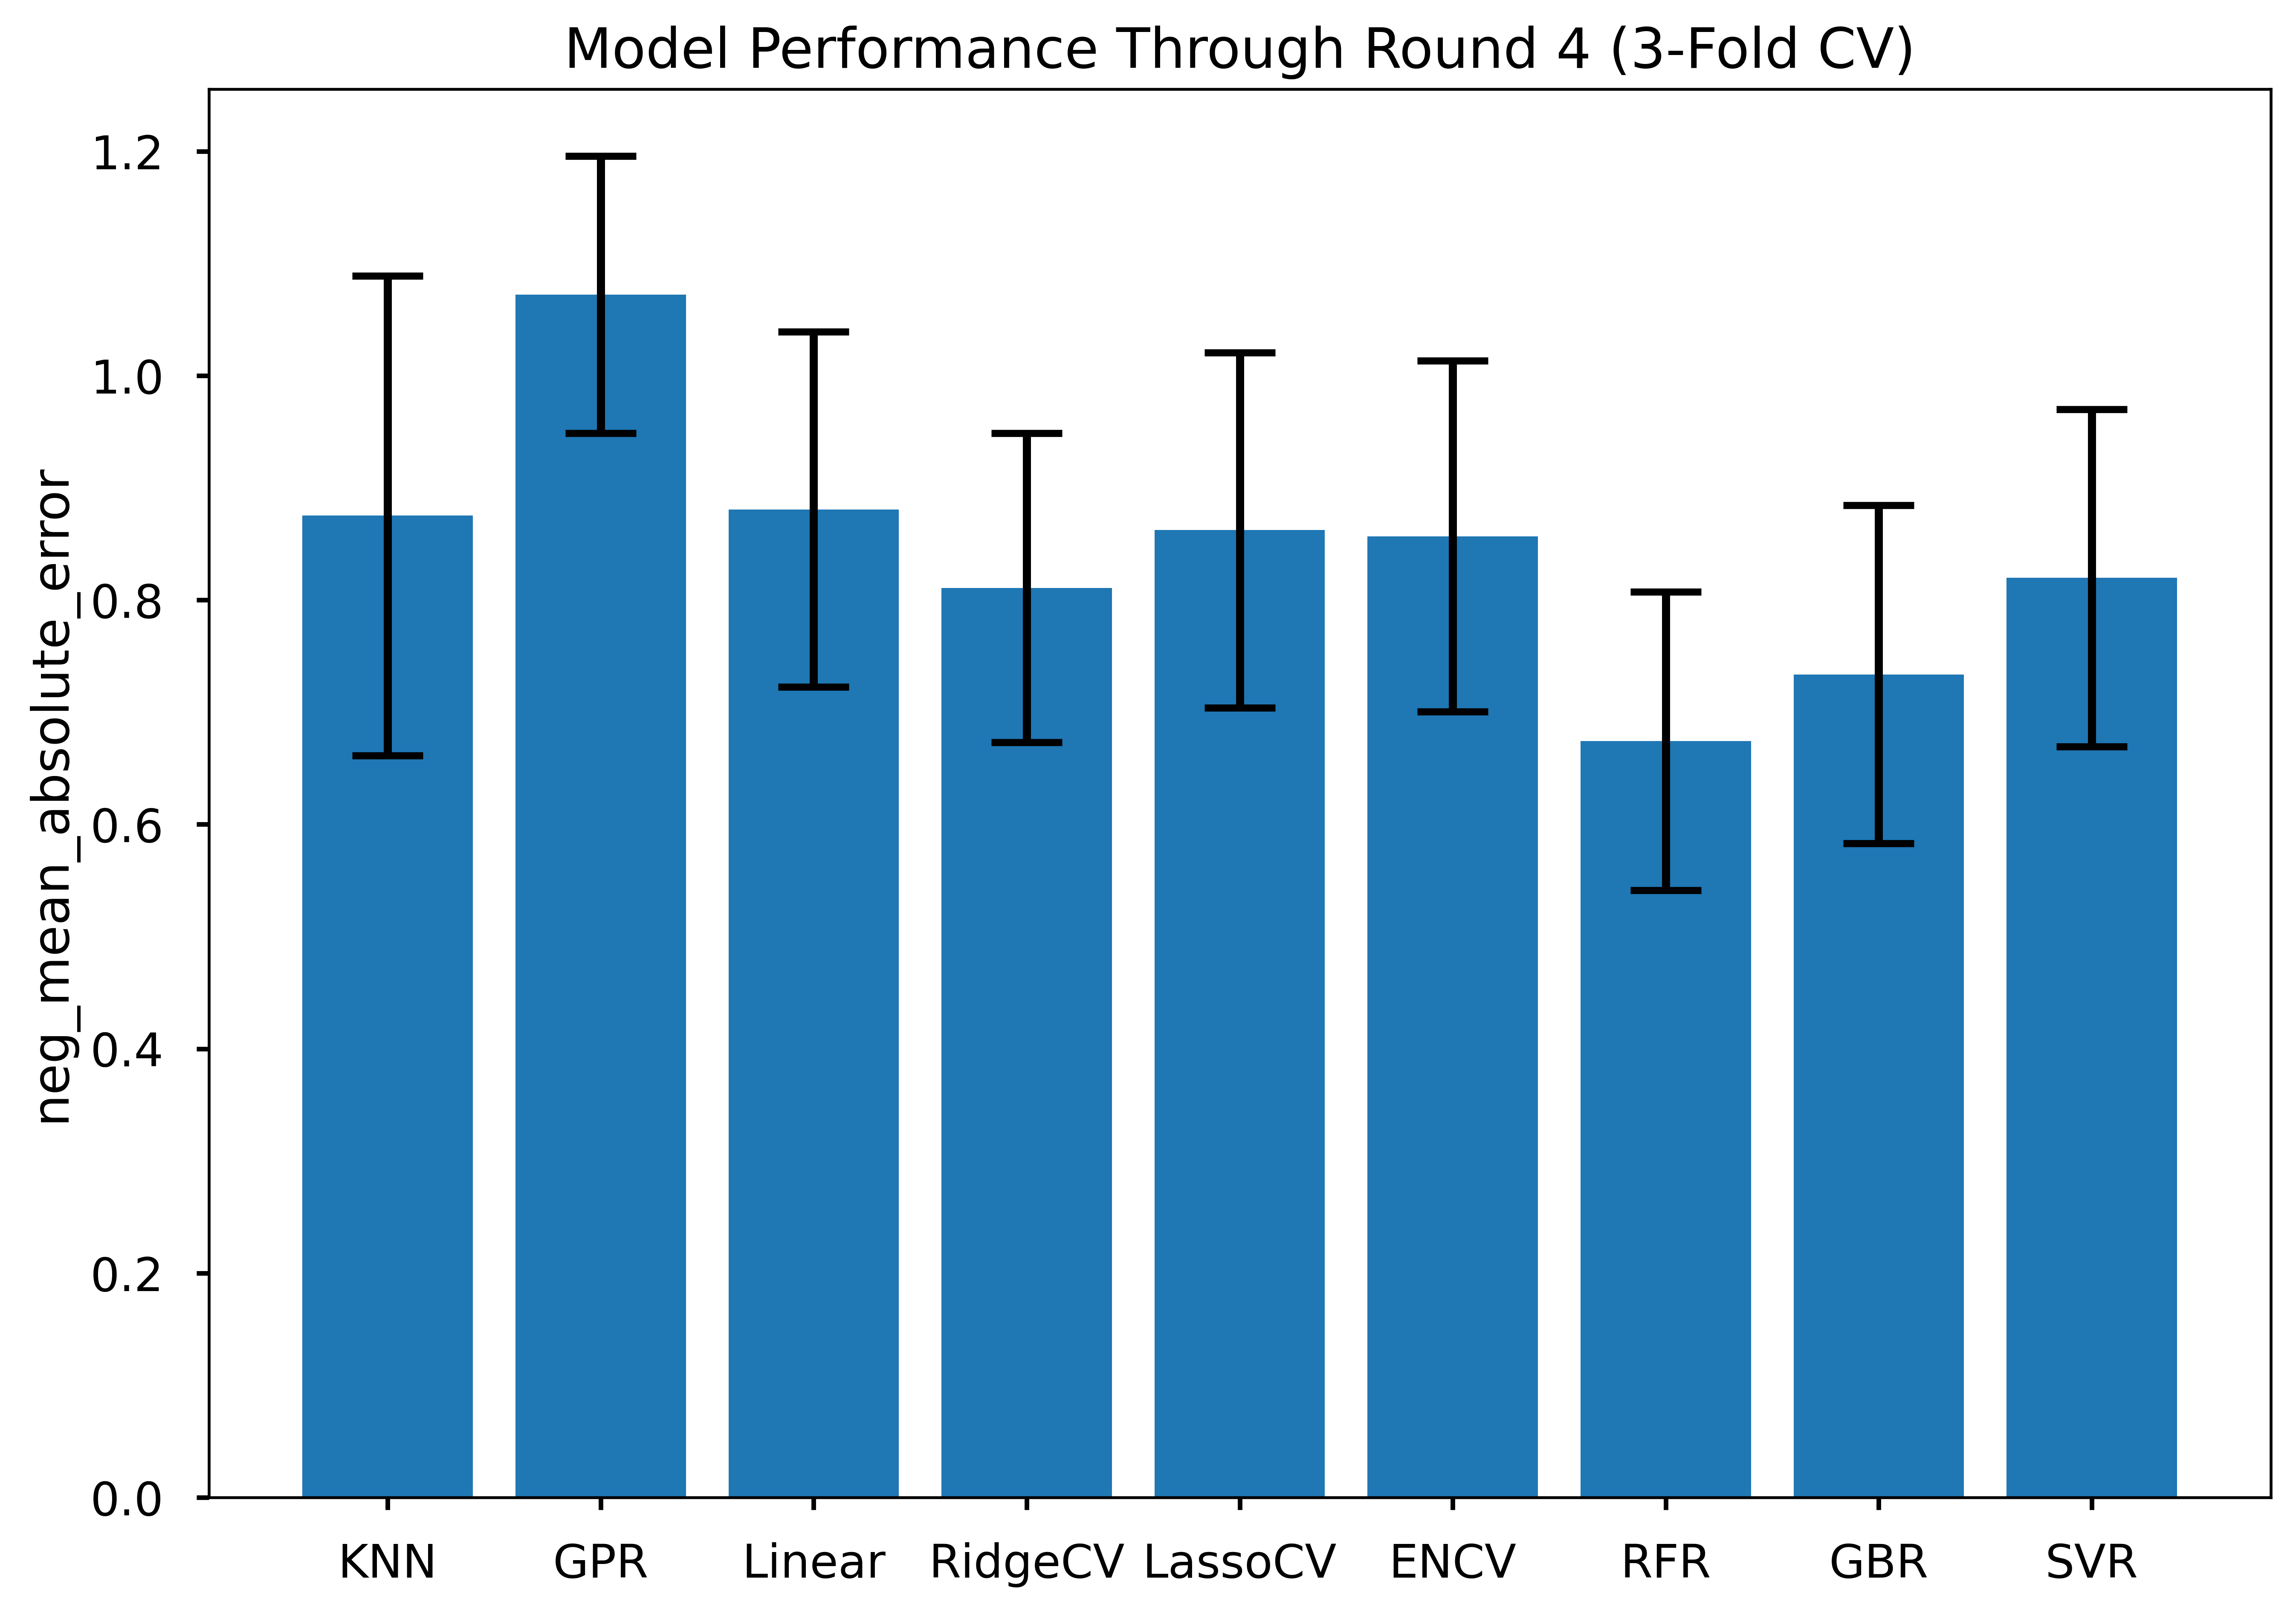 Model Performance Through Round 4 (3-Fold CV)
neg_mean_absolute_error
1.2
1.0
0.8
0.6
0.4
0.2
0.0
KNN GPR Linear RidgeCV LassoCV ENCV RFR GBR SVR